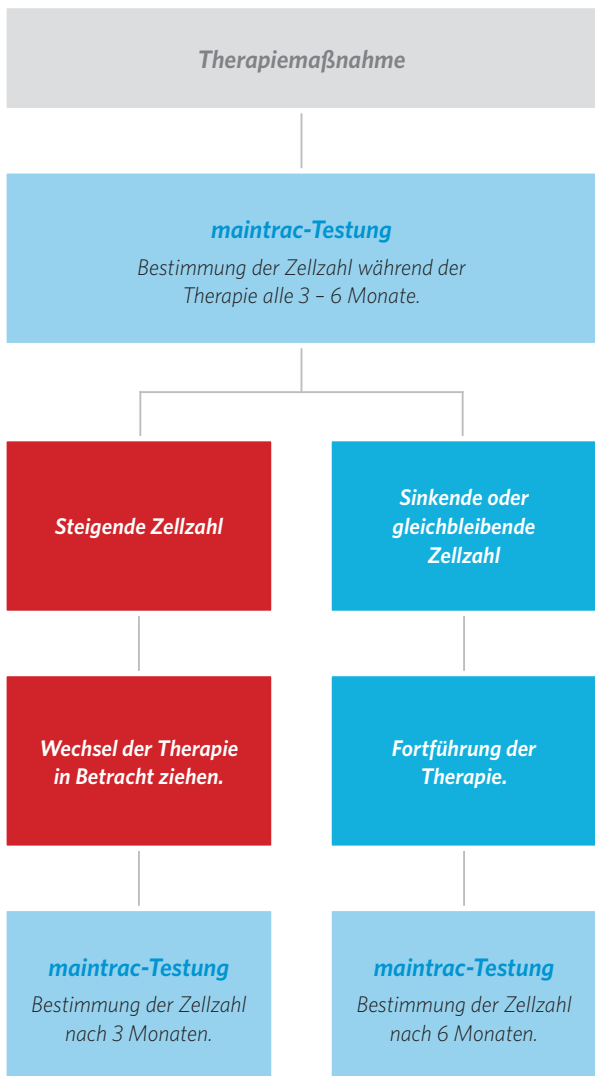 Therapiemaßnahme
maintrac-Testung
Bestimmung der Zellzahl während der
Therapie alle 3 – 6 Monate.
Steigende Zellzahl
Sinkende oder
gleichbleibende
Zellzahl
Wechsel der Therapie
in Betracht ziehen.
Fortführung der
Therapie.
maintrac-Testung
Bestimmung der Zellzahl
nach 3 Monaten.
maintrac-Testung
Bestimmung der Zellzahl
nach 6 Monaten.